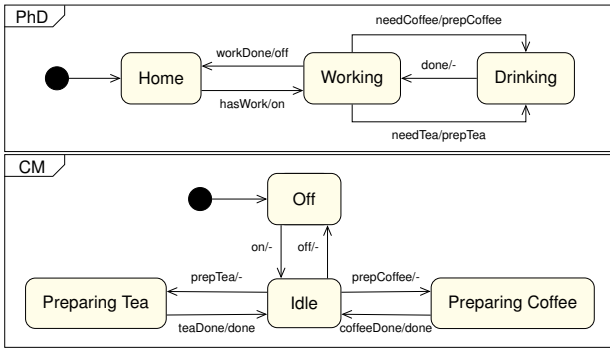 PhD
needCoffee/prepCoffee
workDone/off
done/-
Home
Working
Drinking
hasWork/on
needTea/prepTea
CM
Off
on/-
off/-
prepTea/-
prepCoffee/-
Preparing Tea
Idle
Preparing Coffee
teaDone/done
coffeeDone/done